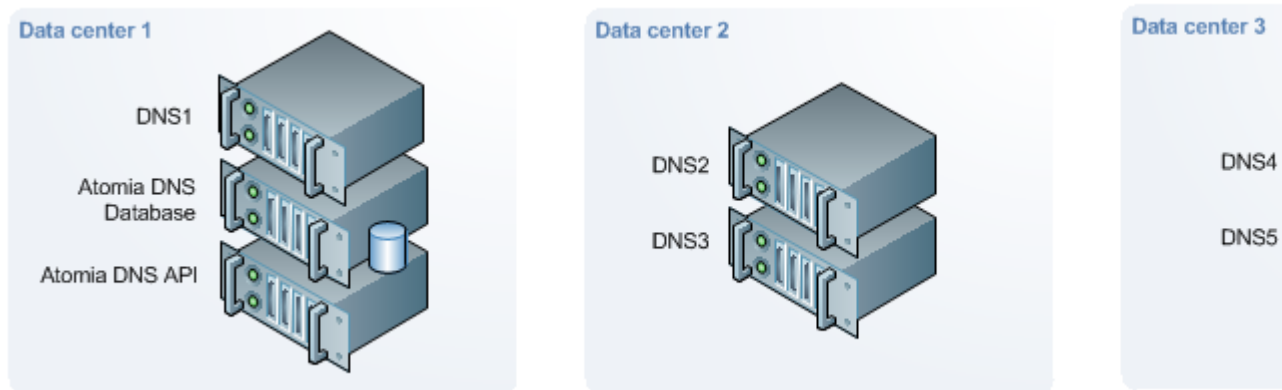 Data center 1
DNS1
Atomia DNS
Database
Atomia DNS API
Data center 2
DNS2
DNS3
Data center 3
DNS4
DNS5